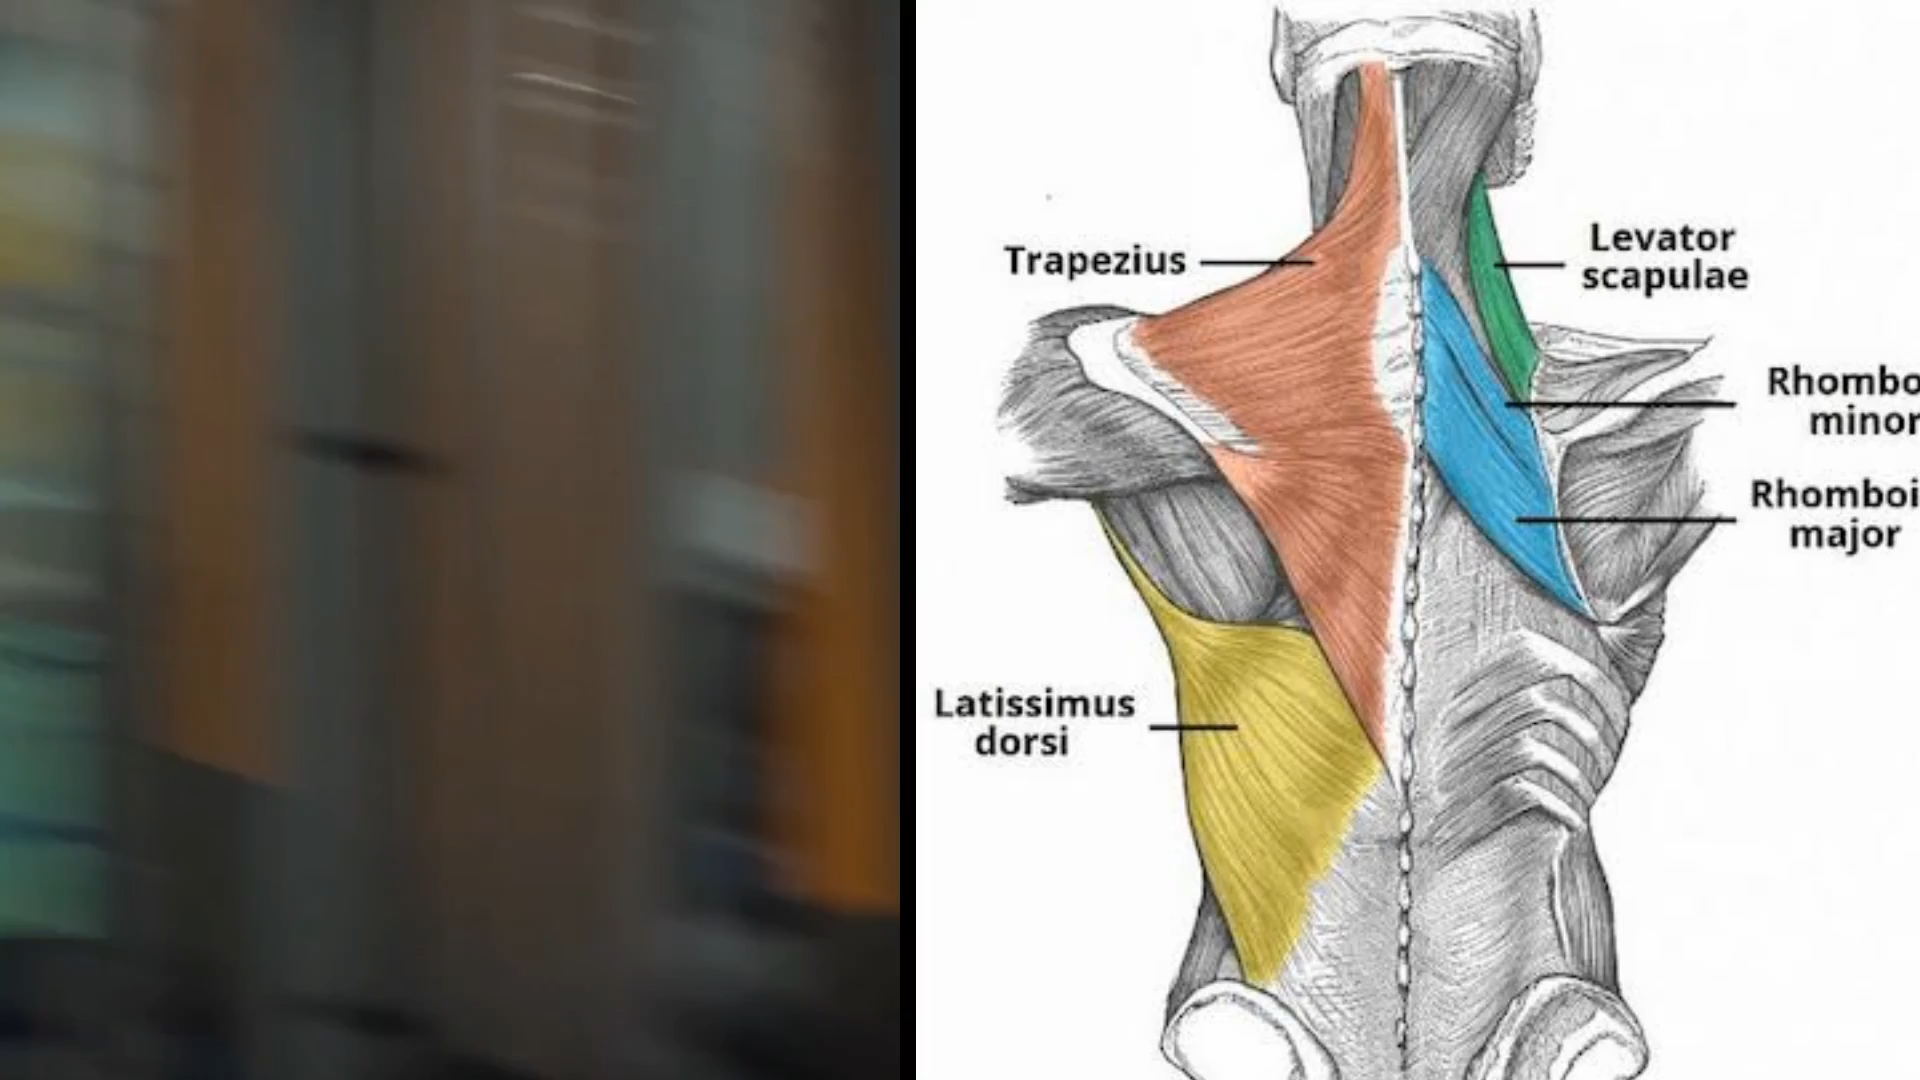 Trapezius
Levator
scapulae
Rhombo
minor
Rhomboi
major
Latissimus
dorsi